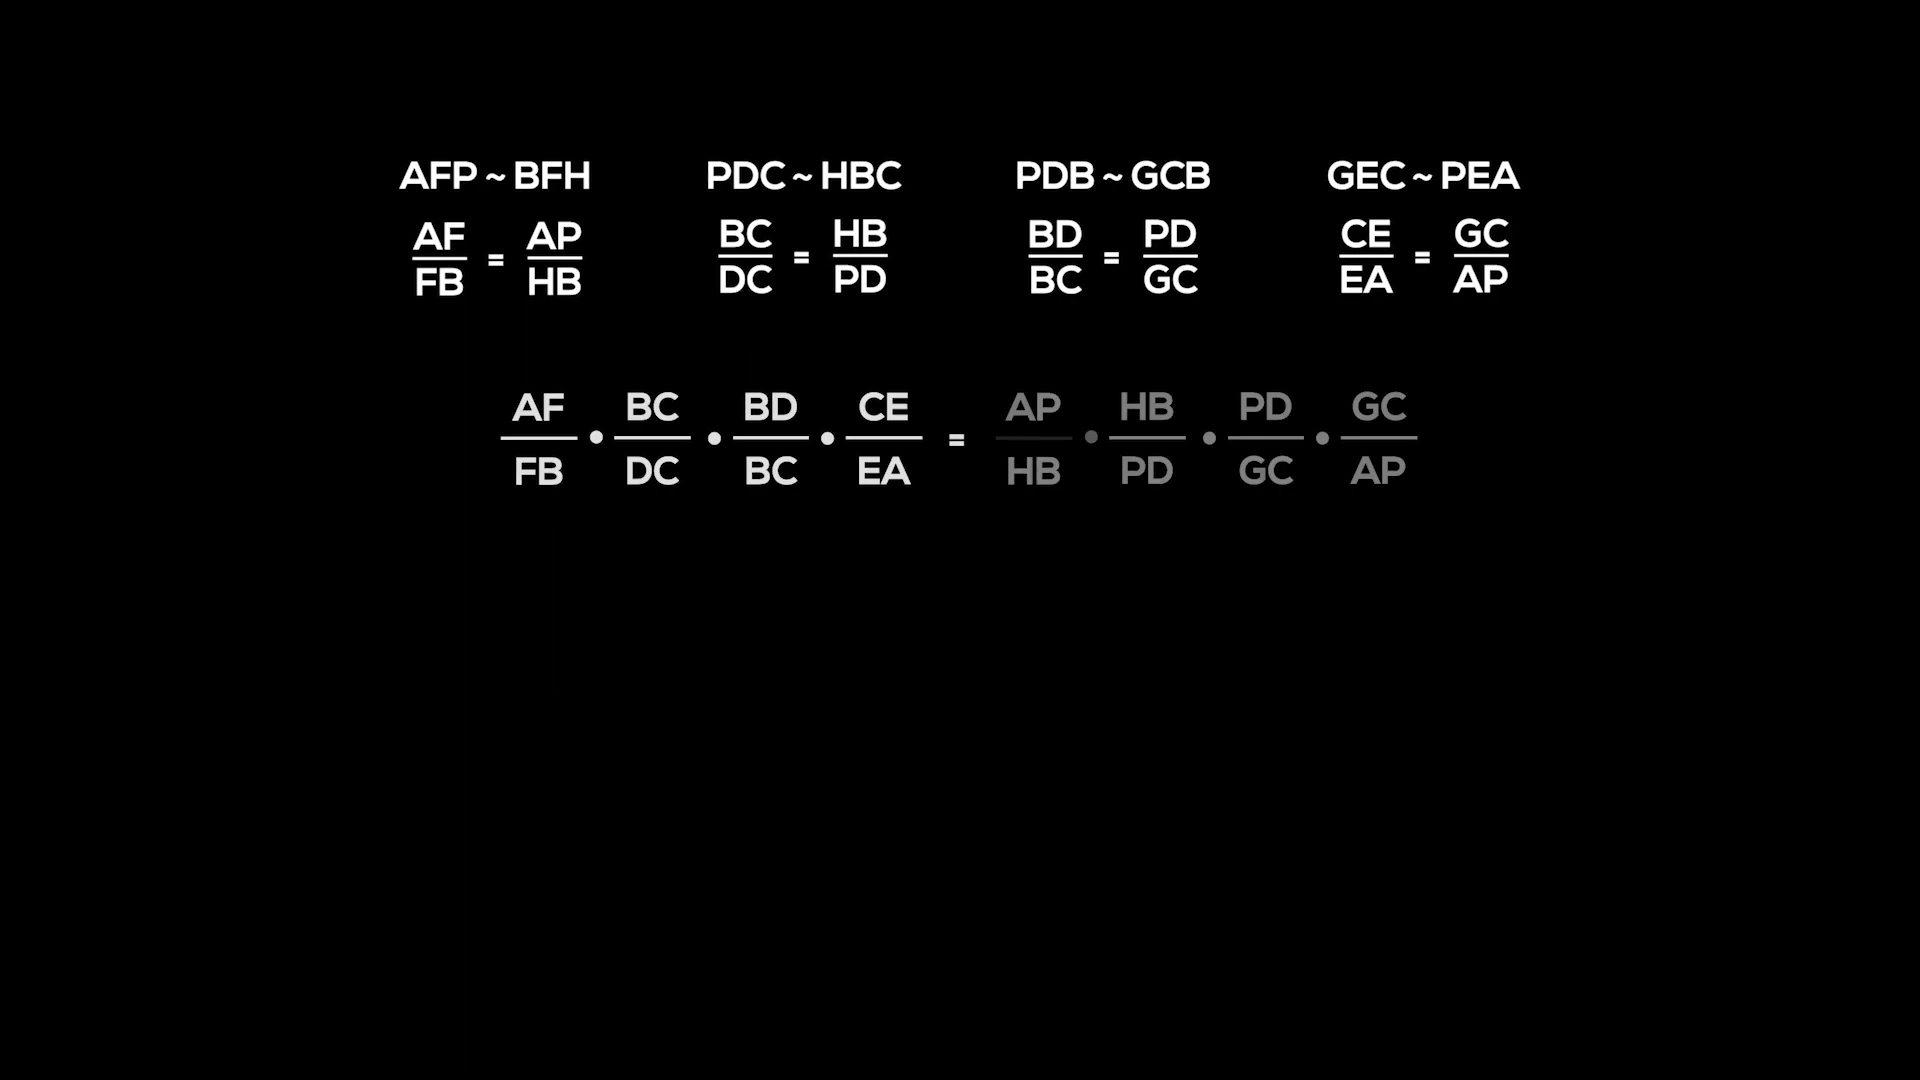 AFP ~ BFH PDC ~ HBC PDB ~ GCB GEC ~ PEA
AF AP BC HB BD PD CE GC
= = = =
FB HB DC PD BC GC EA AP
AF BC BD CE AP HB PD GC
• • • = • • •
FB DC BC EA HB PD GC AP